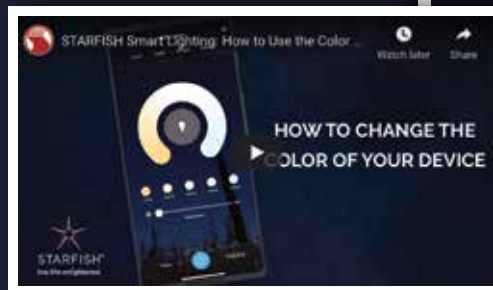 STARFISH Smart Lighting: How to Use the Color ...
Watch later
Share
HOW TO CHANGE THE
COLOR OF YOUR DEVICE
STARFISH